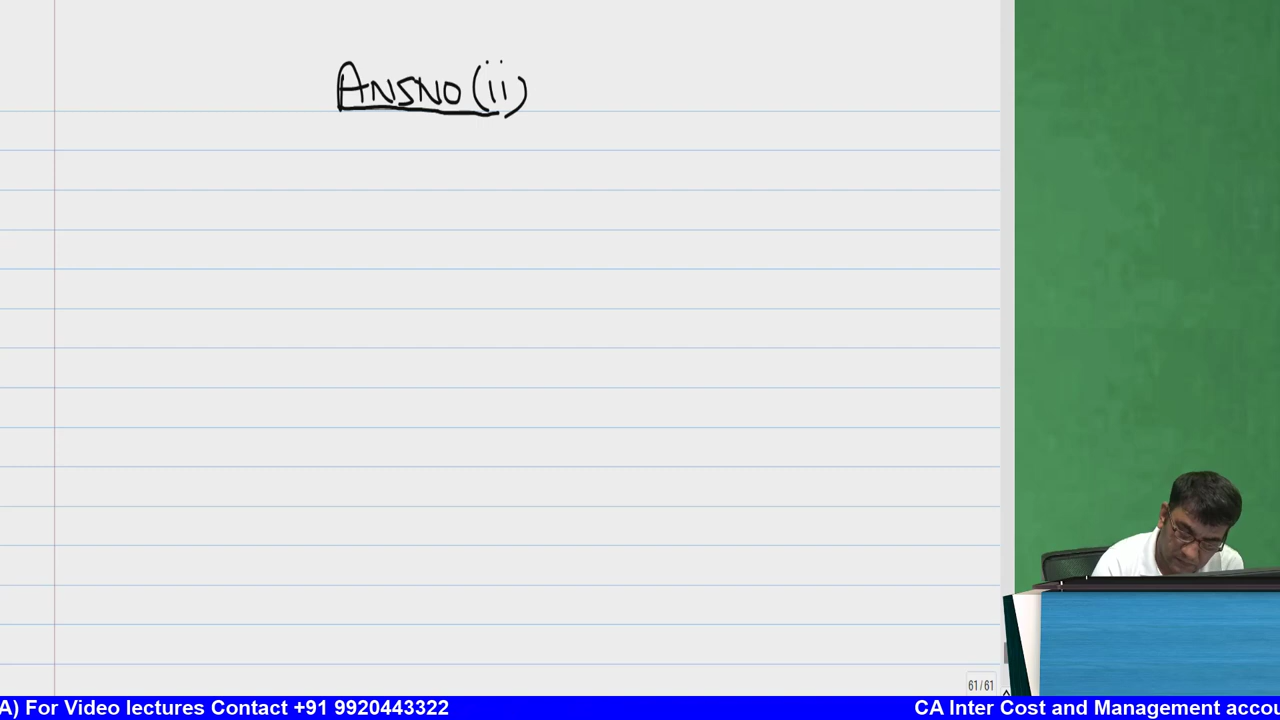 ANSNO (ii)
61/61
A) For Video lectures Contact +91 9920443322
CA Inter Cost and Management accou